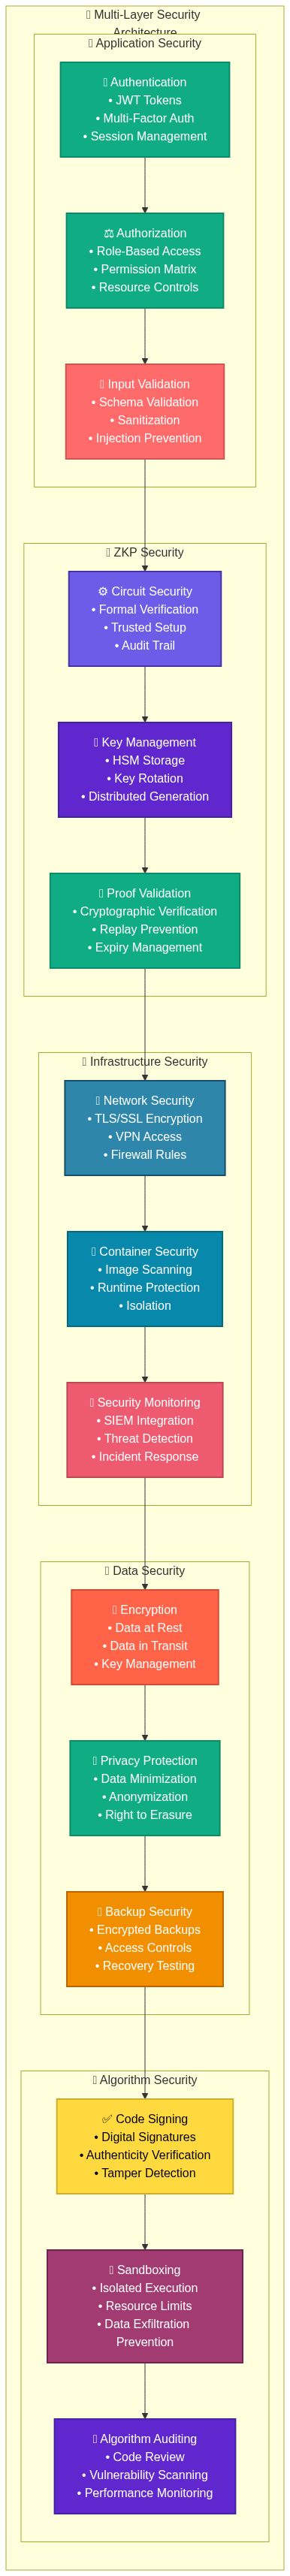 Multi-Layer Security
Architecture
Application Security
Authentication
• JWT Tokens
• Multi-Factor Auth
• Session Management
⚖ Authorization
• Role-Based Access
• Permission Matrix
• Resource Controls
Input Validation
• Schema Validation
• Sanitization
• Injection Prevention
ZKP Security
⚙ Circuit Security
• Formal Verification
• Trusted Setup
• Audit Trail
Key Management
• HSM Storage
• Key Rotation
• Distributed Generation
Proof Validation
• Cryptographic Verification
• Replay Prevention
• Expiry Management
Infrastructure Security
Network Security
• TLS/SSL Encryption
• VPN Access
• Firewall Rules
Container Security
• Image Scanning
• Runtime Protection
• Isolation
Security Monitoring
• SIEM Integration
• Threat Detection
• Incident Response
Data Security
Encryption
• Data at Rest
• Data in Transit
• Key Management
Privacy Protection
• Data Minimization
• Anonymization
• Right to Erasure
Backup Security
• Encrypted Backups
• Access Controls
• Recovery Testing
Algorithm Security
✅ Code Signing
• Digital Signatures
• Authenticity Verification
• Tamper Detection
Sandboxing
• Isolated Execution
• Resource Limits
• Data Exfiltration
Prevention
Algorithm Auditing
• Code Review
• Vulnerability Scanning
• Performance Monitoring